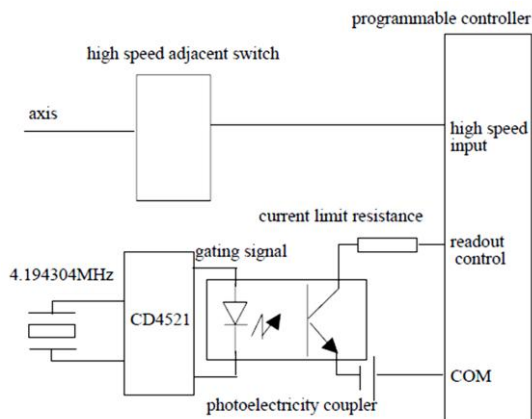 programmable controller
high speed adjacent switch
axis
high speed
input
current limit resistance
gating signal
readout
control
4.194304MHz
CD4521
COM
photoelectricity coupler